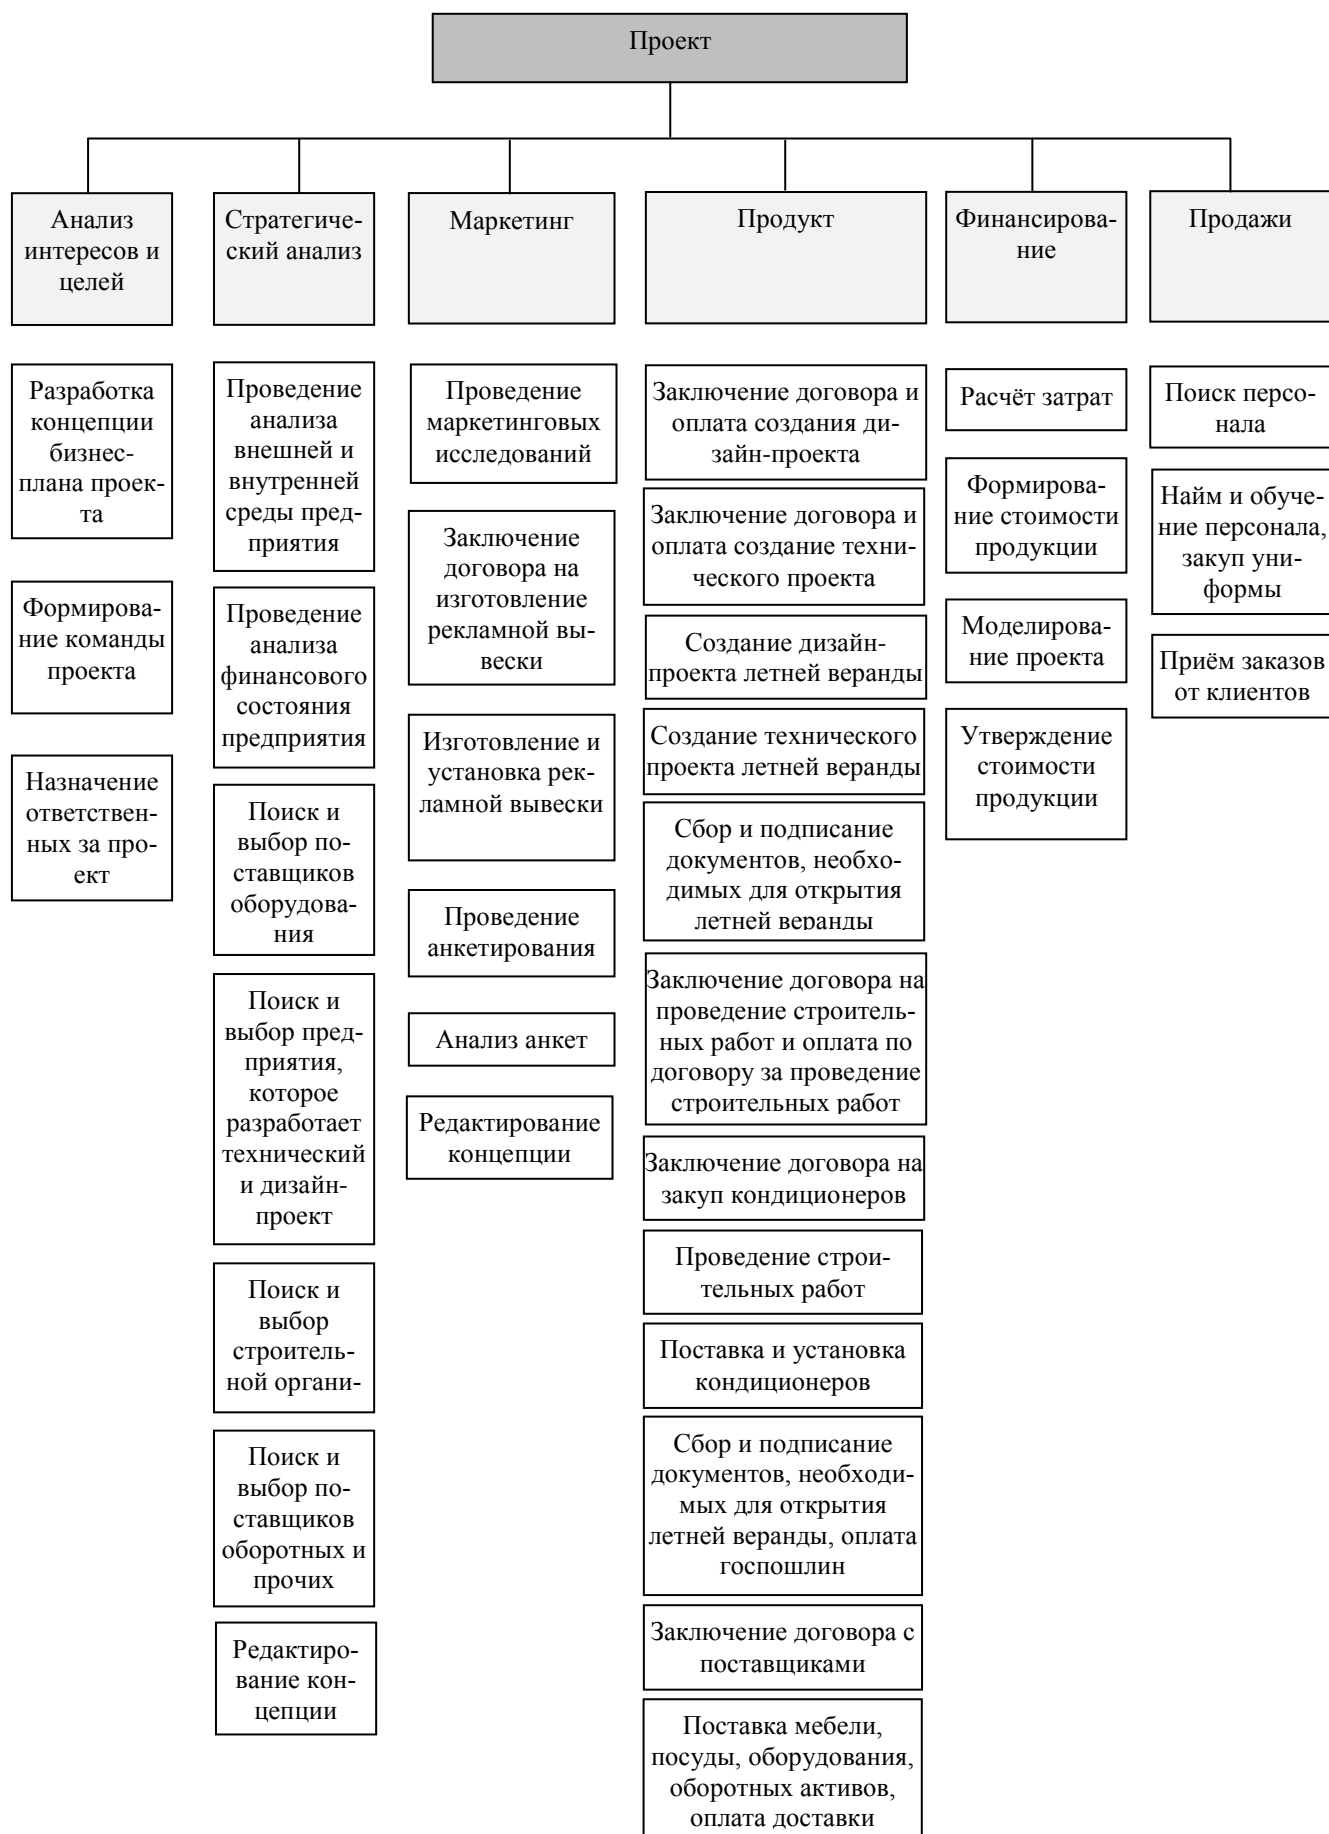 Проект
Анализ
интересов и
целей
Стратегиче-
ский анализ
Маркетинг
Продукт
Финансирова-
ние
Продажи
Разработка
концепции
бизнес-
плана проек-
та
Формирова-
ние команды
проекта
Назначение
ответствен-
ных за про-
ект
Проведение
анализа
внешней и
внутренней
среды пред-
приятия
Проведение
анализа
финансового
состояния
предприятия
Поиск и
выбор по-
ставщиков
оборудова-
ния
Поиск и
выбор пред-
приятия,
которое
разработает
технический
и дизайн-
проект
Поиск и
выбор
строитель-
ной органи-
Поиск и
выбор по-
ставщиков
оборотных и
прочих
Редактиро-
вание кон-
цепции
Проведение
маркетинговых
исследований
Заключение
договора на
изготовление
рекламной вы-
вески
Изготовление и
установка рек-
ламной вывески
Проведение
анкетирования
Анализ анкет
Редактирование
концепции
Заключение договора и
оплата создания ди-
зайн-проекта
Заключение договора и
оплата создание техни-
ческого проекта
Создание дизайн-
проекта летней веранды
Создание технического
проекта летней веранды
Сбор и подписание
документов, необхо-
димых для открытия
летней веранды
Заключение договора на
проведение строитель-
ных работ и оплата по
договору за проведение
строительных работ
Заключение договора на
закуп кондиционеров
Проведение строи-
тельных работ
Поставка и установка
кондиционеров
Сбор и подписание
документов, необходи-
мых для открытия
летней веранды, оплата
госпошлин
Заключение договора с
поставщиками
Поставка мебели,
посуды, оборудования,
оборотных активов,
оплата доставки
Расчёт затрат
Формирова-
ние стоимости
продукции
Моделирова-
ние проекта
Утверждение
стоимости
продукции
Поиск персо-
нала
Найм и обуче-
ние персонала,
закуп уни-
формы
Приём заказов
от клиентов